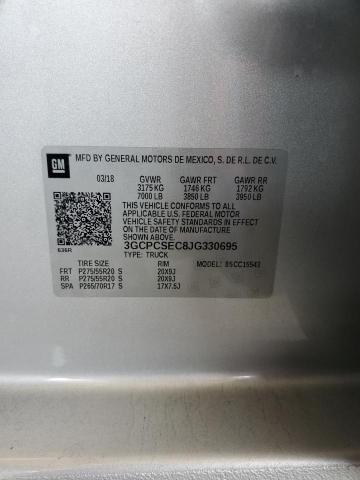 GM
MFD BY GENERAL MOTORS DE MEXICO, S. DE R.L. DE C.V.
03/18 GVWR GAWR FRT GAWR RR
3175 KG 1746 KG 1792 KG
7000 LB 3850 LB 3950 LB
THIS VEHICLE CONFORMS TO ALL
APPLICABLE U.S. FEDERAL MOTOR
VEHICLE SAFETY STANDARDS IN
EFFECT ON THE DATE OF MANUFACTURE
SHOWN ABOVE.
636R 3GCPCSEC8JG330695
TYPE: TRUCK
TIRE SIZE RIM BSCC15543
FRT P275/55R20 S 20X9J
RR P275/55R20 S 20X9J
SPA P265/70R17 S 17X7.5J